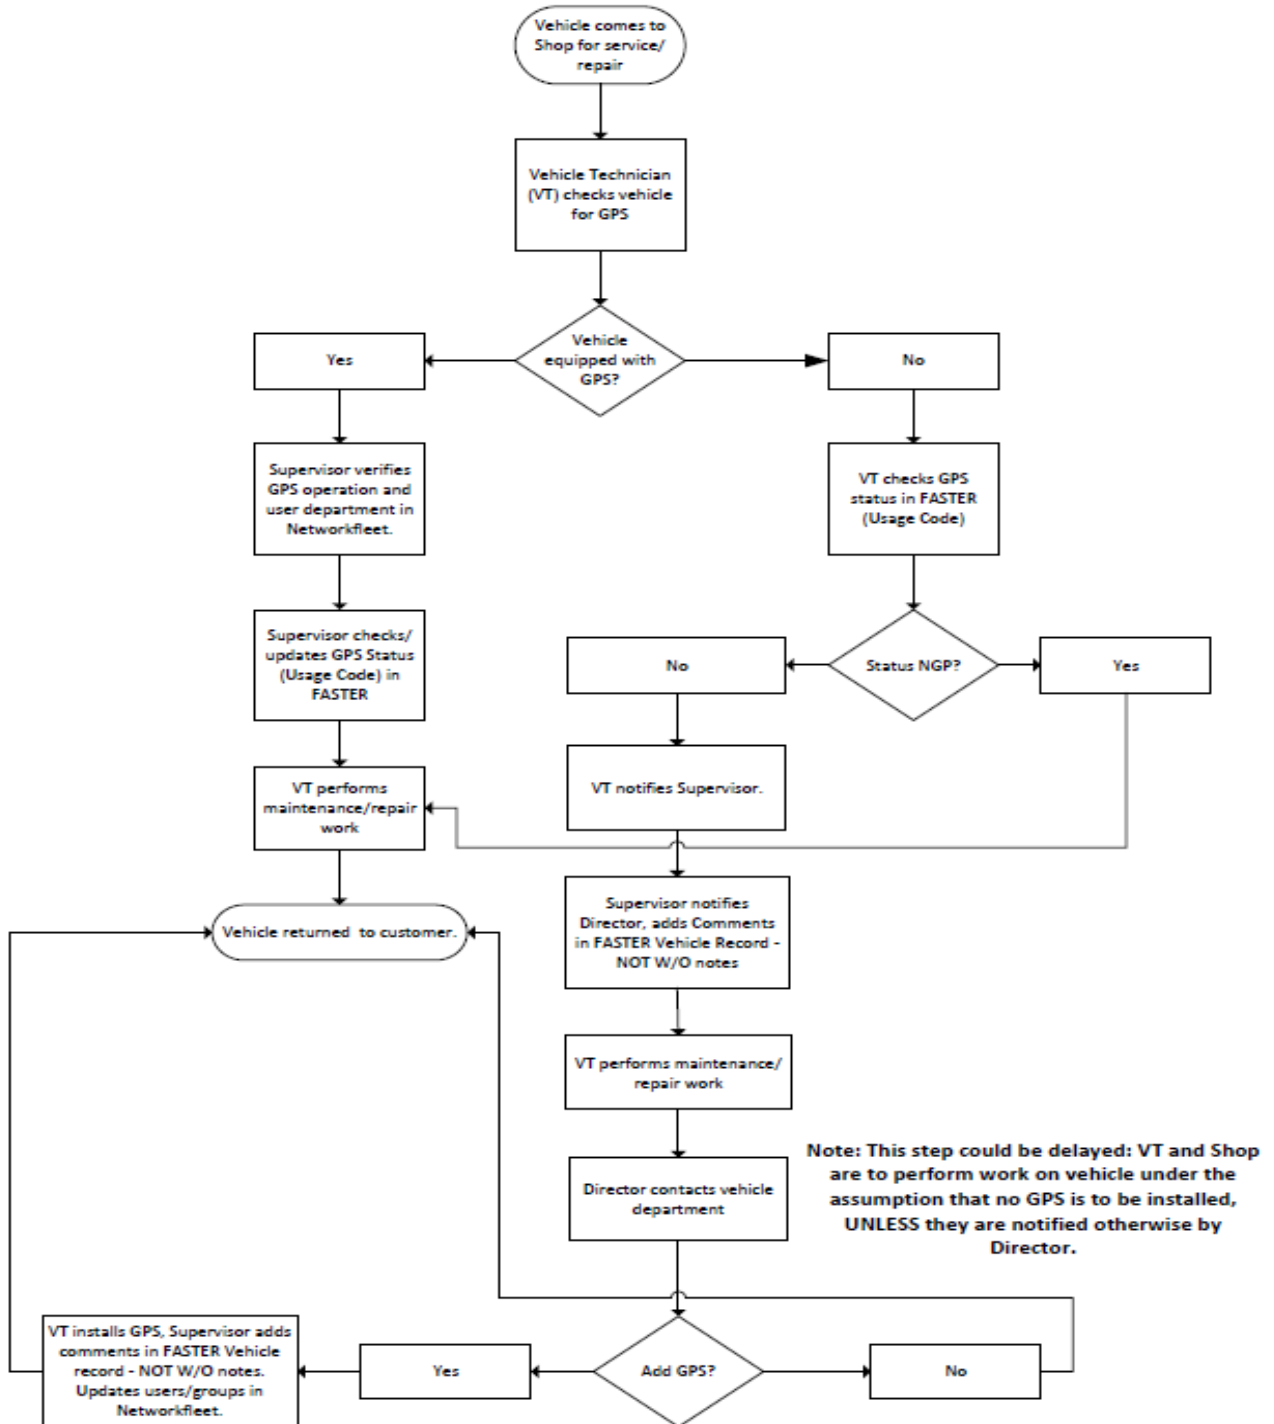 Vehicle comes to
Shop for service/
repair
Vehicle Technician
(VT) checks vehicle
for GPS
Vehicle
equipped with
GPS?
Yes
No
Supervisor verifies
GPS operation and
user department in
Networkfleet.
VT checks GPS
status in FASTER
(Usage Code)
Supervisor checks/
updates GPS Status
(Usage Code) in
FASTER
No
Status NGP?
Yes
VT performs
maintenance/repair
work
VT notifies Supervisor.
Vehicle returned to customer.
Supervisor notifies
Director, adds Comments
in FASTER Vehicle Record -
NOT W/O notes
VT performs maintenance/
repair work
Director contacts vehicle
department
Note: This step could be delayed: VT and Shop
are to perform work on vehicle under the
assumption that no GPS is to be installed,
UNLESS they are notified otherwise by
Director.
VT installs GPS, Supervisor adds
comments in FASTER Vehicle
record - NOT W/O notes.
Updates users/groups in
Networkfleet.
Yes
Add GPS?
No